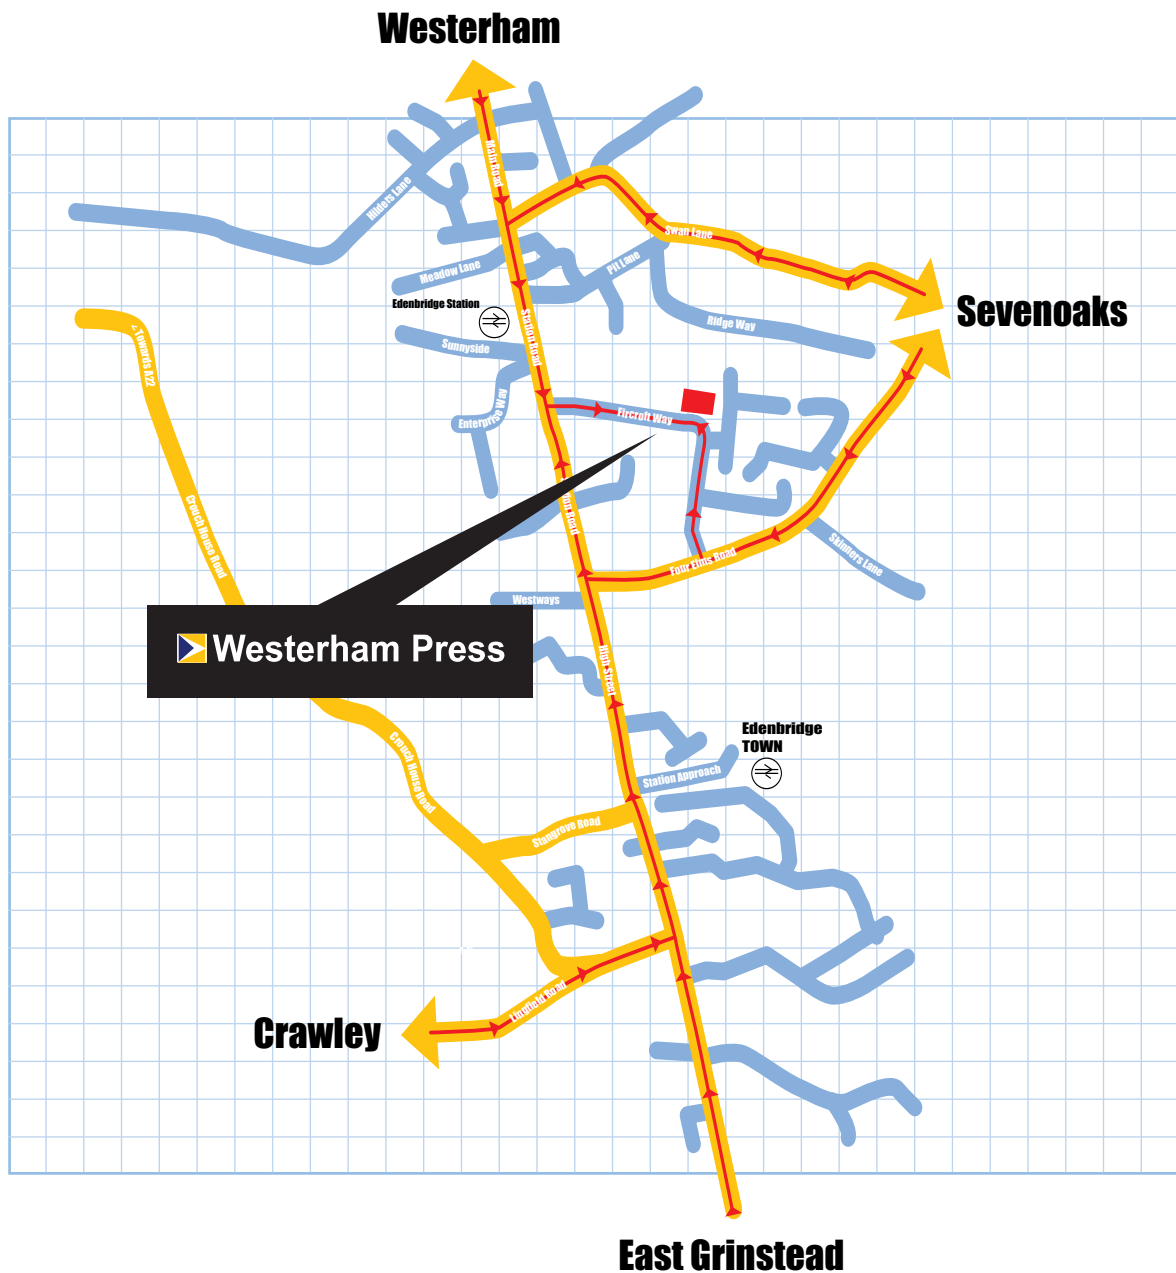 Westerham
Main Road
Hilders Lane
Swan Lane
Meadow Lane
Pit Lane
Edenbridge Station
Station Road
Sevenoaks
Ridge Way
Sunnyside
< Towards A22
Enterprise Way
Fircroft Way
Crouch House Road
Road
Four Elms Road
Skinners Lane
Westways
Westerham Press
High Street
Edenbridge
TOWN
Crouch House Road
Station Approach
Stangrove Road
Lingfield Road
Crawley
East Grinstead